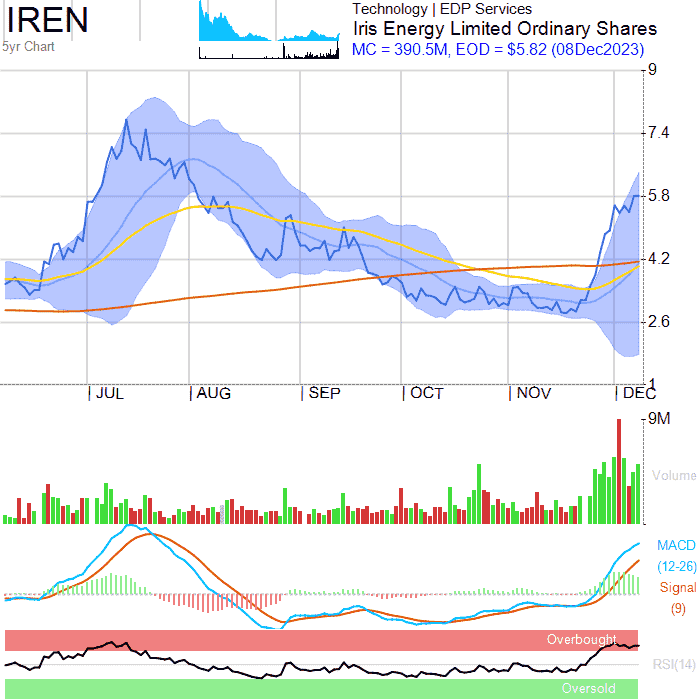 IREN
5yr Chart
Technology | EDP Services
Iris Energy Limited Ordinary Shares
MC = 390.5M, EOD = $5.82 (08Dec2023)
9
7.4
5.8
4.2
2.6
1
JUL AUG SEP OCT NOV DEC
9M
Volume
MACD
(12-26)
Signal
(9)
Overbought
RSI(14)
Oversold